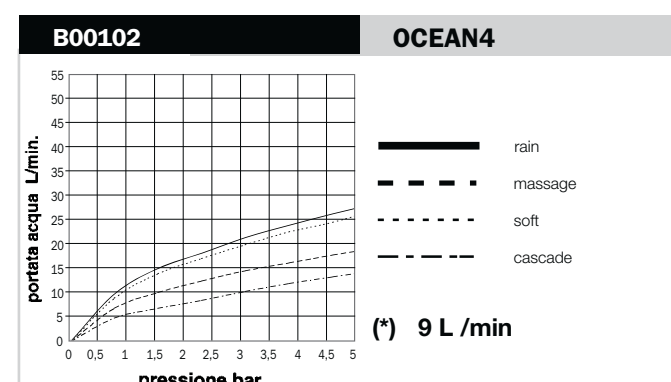 B00102
OCEAN4
portata acqua L/min.
55
50
45
40
35
30
25
20
15
10
5
0
0 0,5 1 1,5 2 2,5 3 3,5 4 4,5 5
pressione bar
rain
massage
soft
cascade
(*) 9 L /min